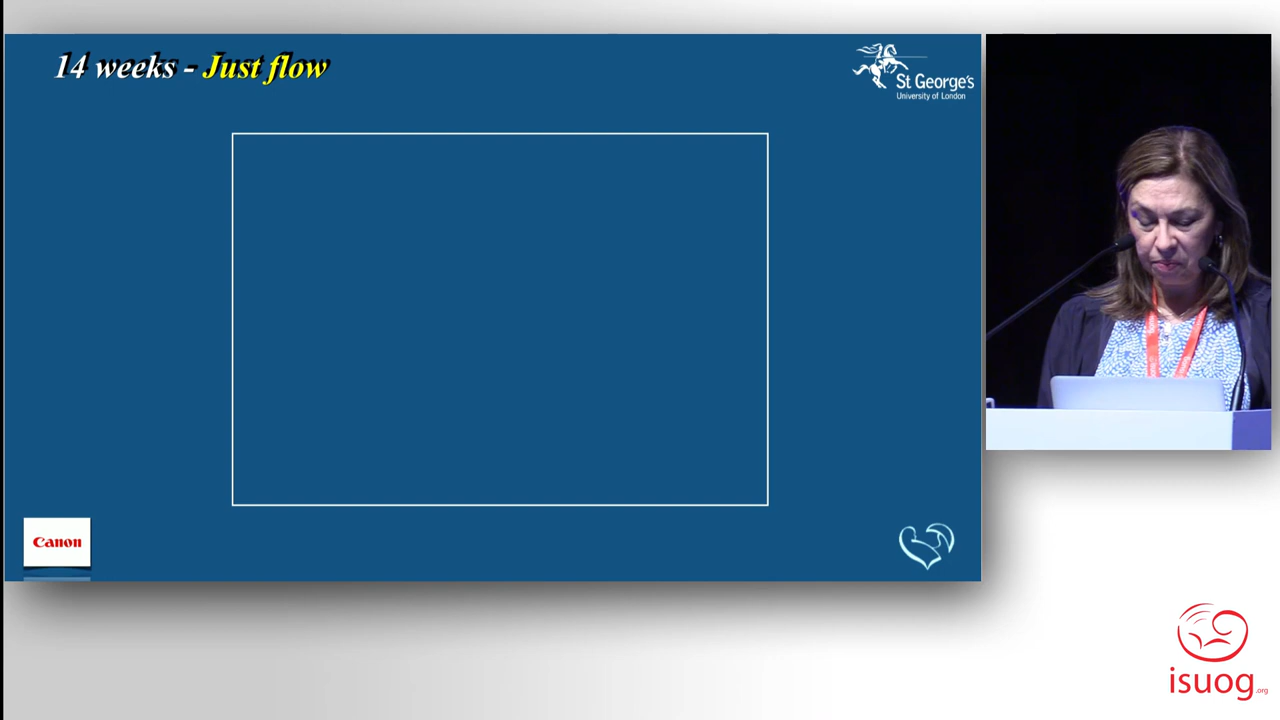 14 weeks - Just flow
St George's
University of London
Canon
isuog.org